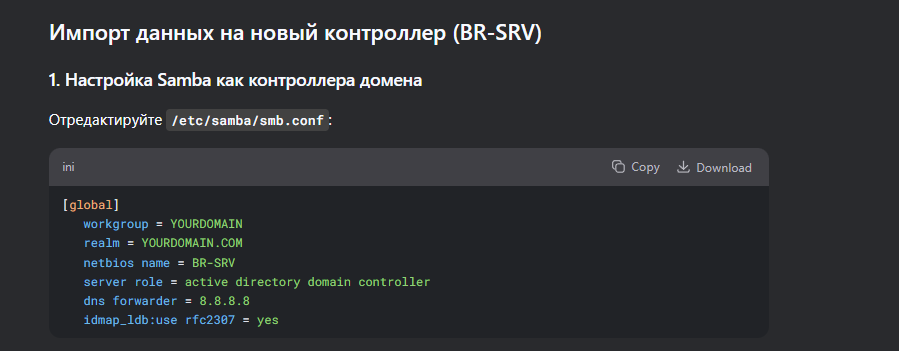 Импорт данных на новый контроллер (BR-SRV)
1. Настройка Samba как контроллера домена
Отредактируйте /etc/samba/smb.conf:
ini Copy Download
[global]
workgroup = YOURDOMAIN
realm = YOURDOMAIN.COM
netbios name = BR-SRV
server role = active directory domain controller
dns forwarder = 8.8.8.8
idmap_ldb:use rfc2307 = yes